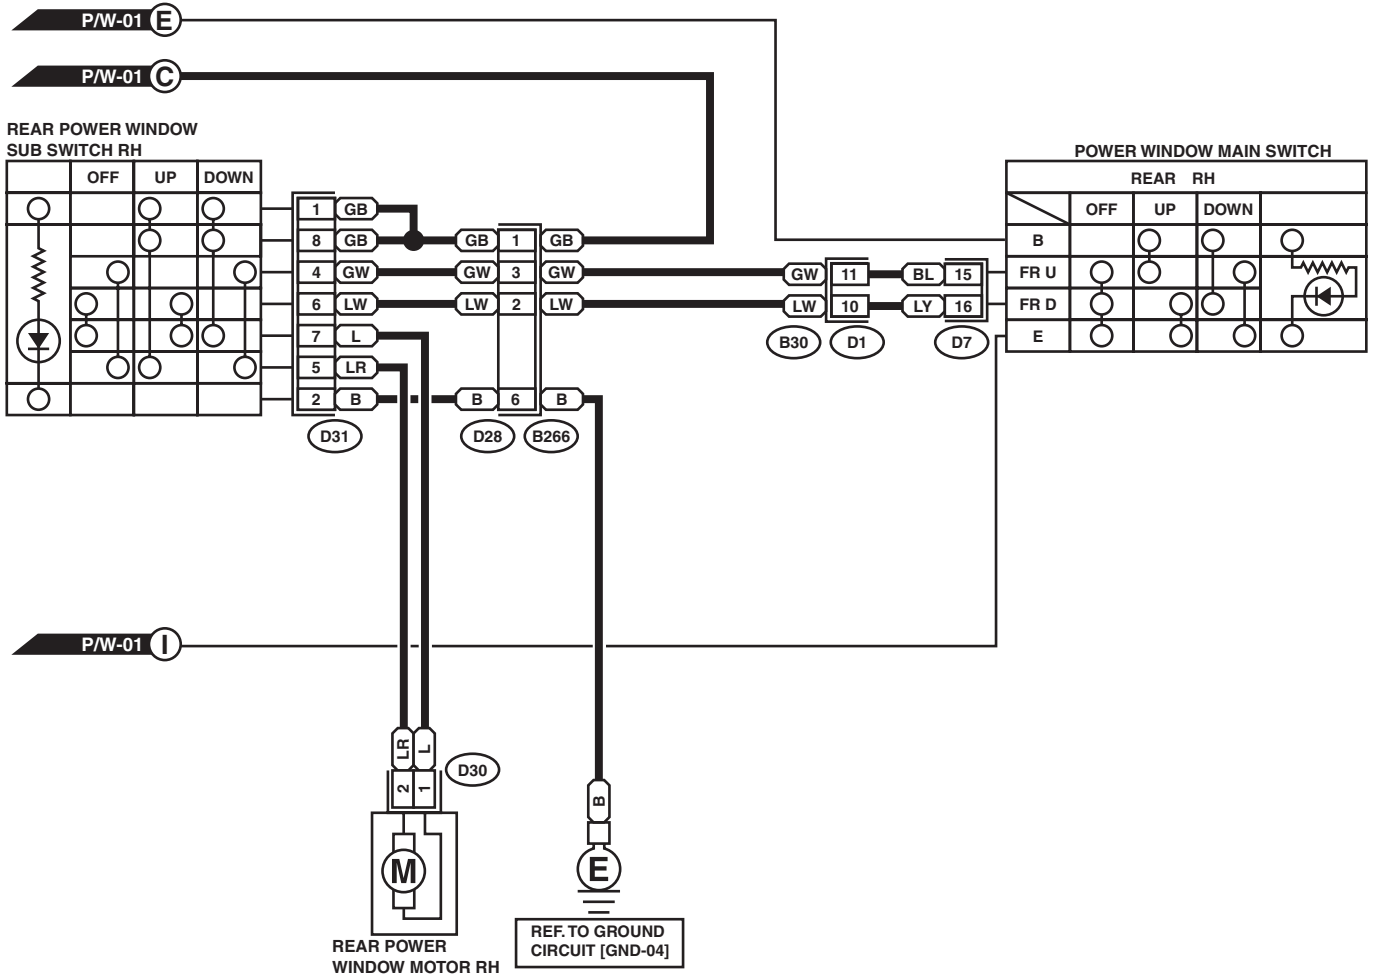 P/W-01 E
P/W-01 C
REAR POWER WINDOW
SUB SWITCH RH
OFF UP DOWN
POWER WINDOW MAIN SWITCH
REAR RH
OFF UP DOWN
1 GB
8 GB GB 1 GB B
4 GW GW 3 GW GW 11 BL 15 FR U
6 LW LW 2 LW LW 10 LY 16 FR D
7 L B30 D1 D7 E
5 LR
2 B B 6 B
D31 D28 B266
P/W-01 I
LR L
D30
2 1
B
M
E
REF. TO GROUND
CIRCUIT [GND-04]
REAR POWER
WINDOW MOTOR RH